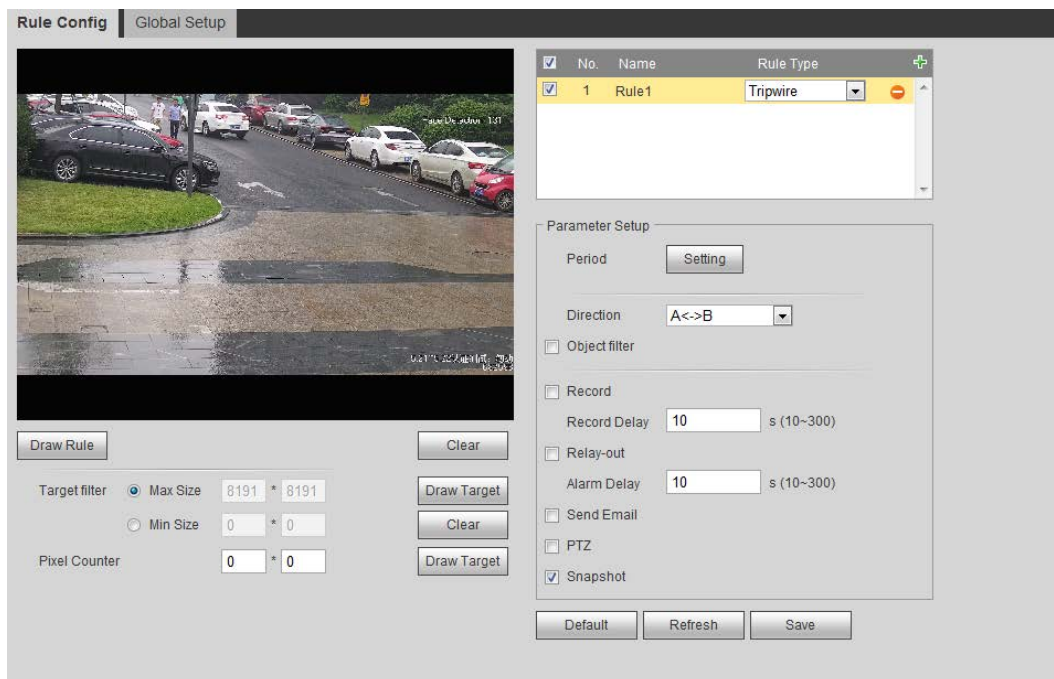 Rule Config Global Setup
No. Name Rule Type
1 Rule1 Tripwire
Parameter Setup
Period Setting
Direction A<->B
Object filter
Record
Record Delay 10 s (10~300)
Relay-out
Alarm Delay 10 s (10~300)
Send Email
PTZ
Snapshot
Default Refresh Save
Draw Rule Clear
Target filter Max Size 8191 * 8191 Draw Target
Min Size 0 * 0 Clear
Pixel Counter 0 * 0 Draw Target